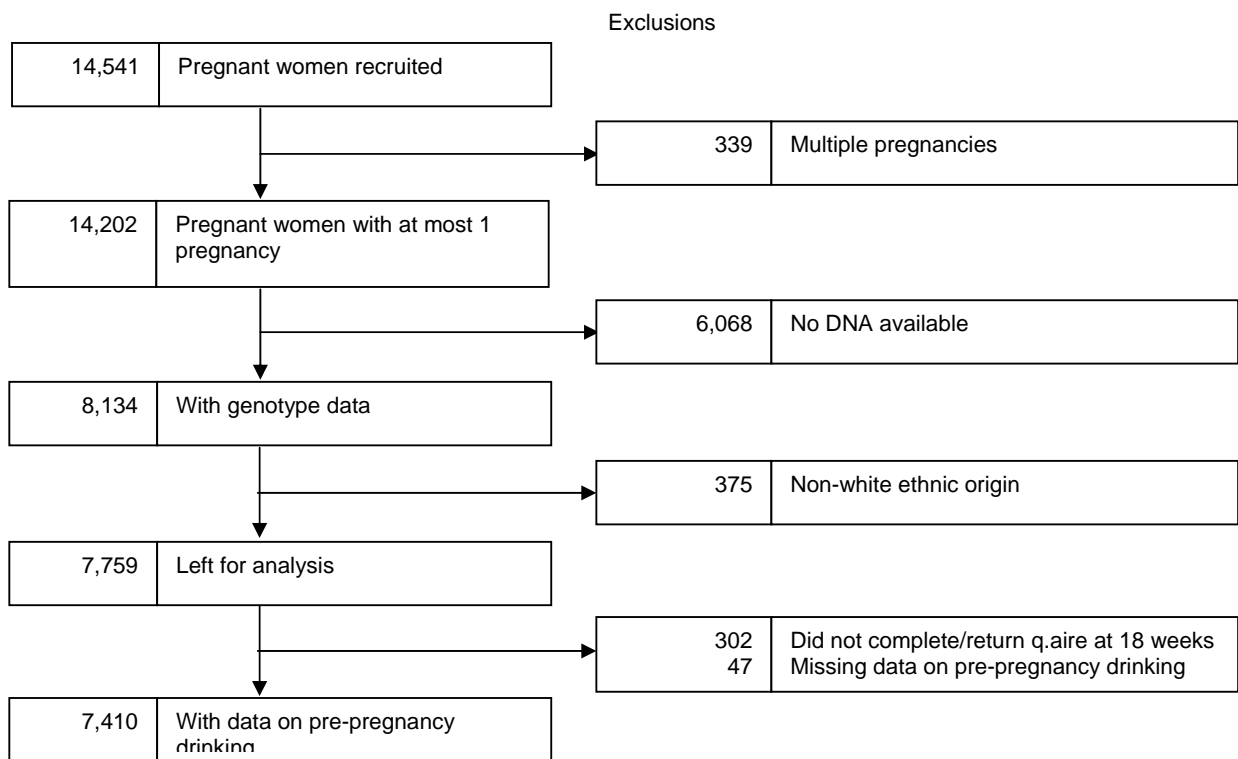 Exclusions
14,541 Pregnant women recruited
339 Multiple pregnancies
14,202 Pregnant women with at most 1
pregnancy
6,068 No DNA available
8,134 With genotype data
375 Non-white ethnic origin
7,759 Left for analysis
302 Did not complete/return q.aire at 18 weeks
47 Missing data on pre-pregnancy drinking
7,410 With data on pre-pregnancy
drinking